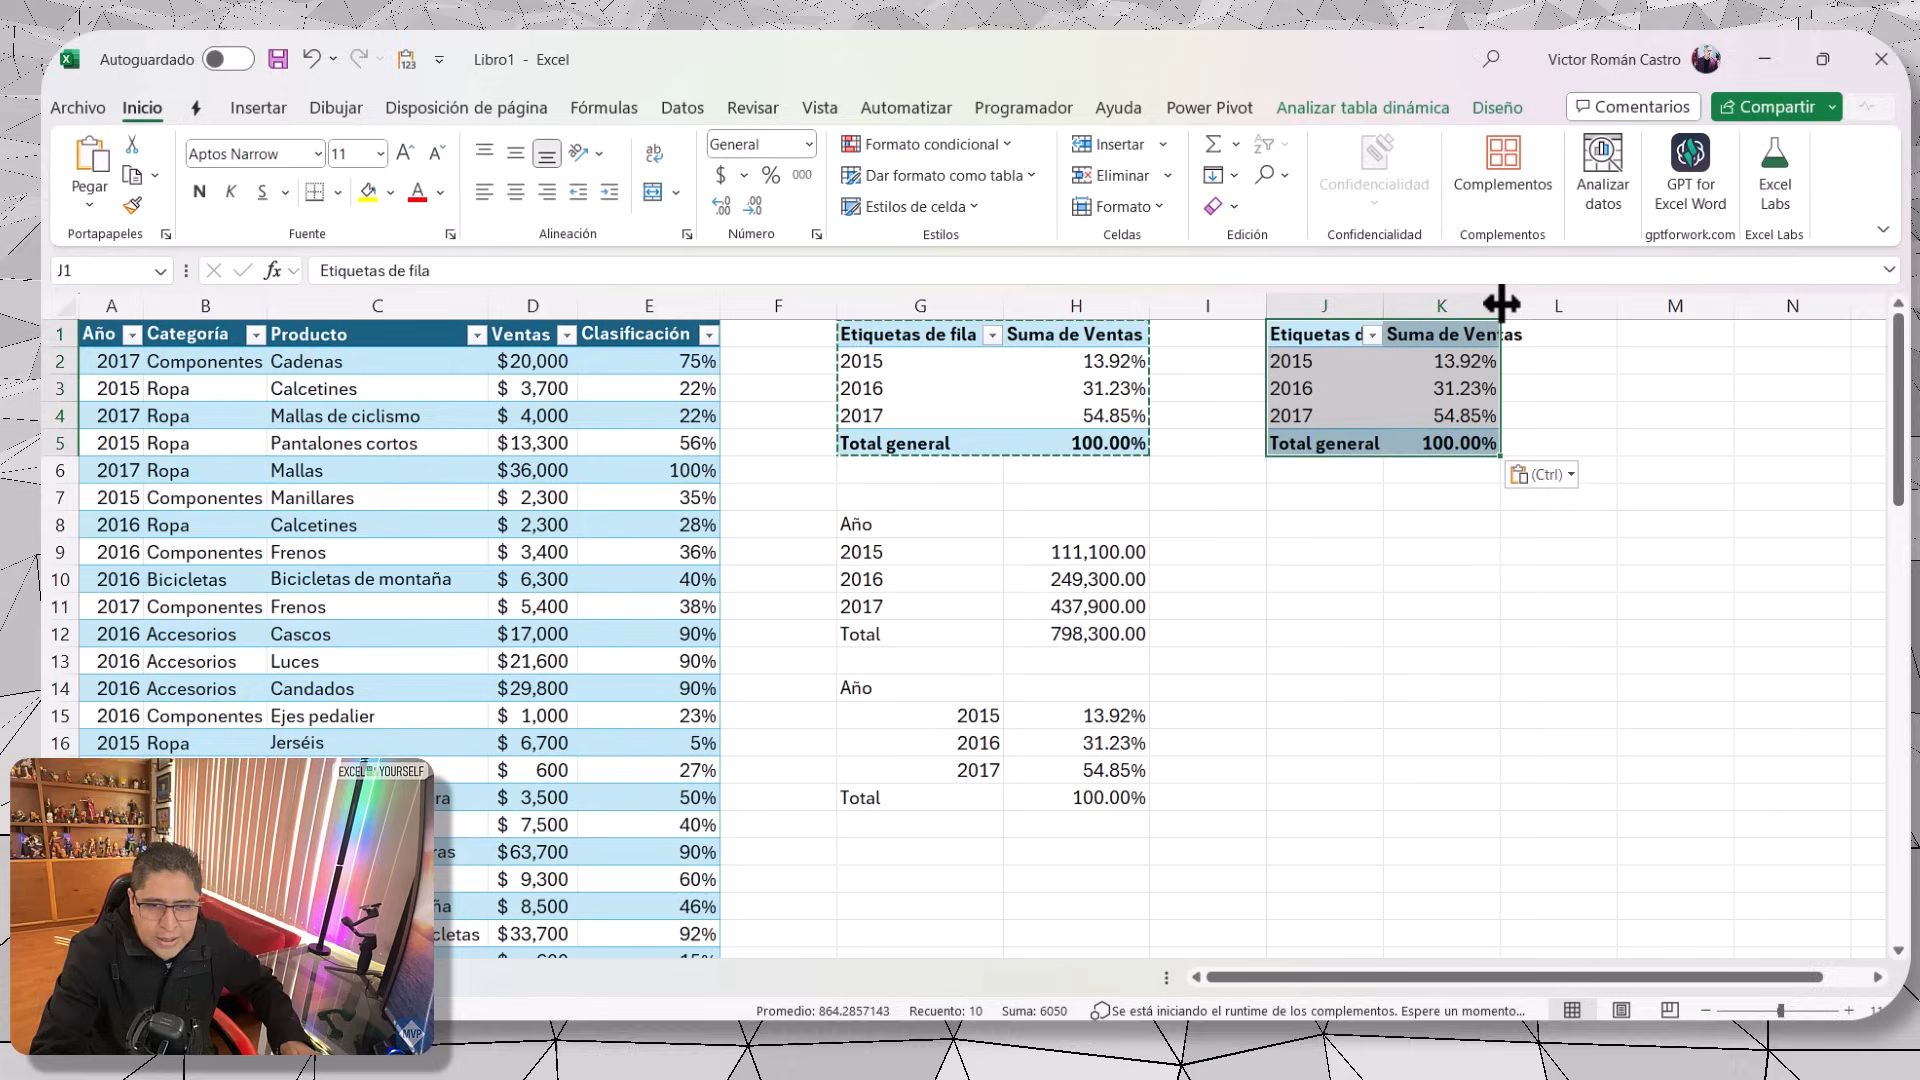 Autoguardado
Libro1 - Excel
Victor Román Castro
Archivo Inicio Insertar Dibujar Disposición de página Fórmulas Datos Revisar Vista Automatizar Programador Ayuda Power Pivot Analizar tabla dinámica Diseño Comentarios Compartir
Pegar
Portapapeles
Aptos Narrow 11
N K S
Fuente
Alineación
General
$ % 000
Número
Formato condicional
Dar formato como tabla
Estilos de celda
Estilos
Insertar
Eliminar
Formato
Celdas
Edición
Confidencialidad
Confidencialidad
Complementos
Complementos
Analizar datos
GPT for Excel Word
gptforwork.com
Excel Labs
Excel Labs
J1 fx Etiquetas de fila
A B C D E F G H I J K L M N
1 Año Categoría Producto Ventas Clasificación Etiquetas de fila Suma de Ventas Etiquetas d Suma de Ventas
2 2017 Componentes Cadenas $20,000 75% 2015 13.92% 2015 13.92%
3 2015 Ropa Calcetines $ 3,700 22% 2016 31.23% 2016 31.23%
4 2017 Ropa Mallas de ciclismo $ 4,000 22% 2017 54.85% 2017 54.85%
5 2015 Ropa Pantalones cortos $13,300 56% Total general 100.00% Total general 100.00%
6 2017 Ropa Mallas $36,000 100% (Ctrl)
7 2015 Componentes Manillares $ 2,300 35%
8 2016 Ropa Calcetines $ 2,300 28% Año
9 2016 Componentes Frenos $ 3,400 36% 2015 111,100.00
10 2016 Bicicletas Bicicletas de montaña $ 6,300 40% 2016 249,300.00
11 2017 Componentes Frenos $ 5,400 38% 2017 437,900.00
12 2016 Accesorios Cascos $17,000 90% Total 798,300.00
13 2016 Accesorios Luces $21,600 90%
14 2016 Accesorios Candados $29,800 90% Año
15 2016 Componentes Ejes pedalier $ 1,000 23% 2015 13.92%
16 2015 Ropa Jerséis $ 6,700 5% 2016 31.23%
$ 600 27% 2017 54.85%
ra $ 3,500 50% Total 100.00%
$ 7,500 40%
ras $63,700 90%
$ 9,300 60%
ña $ 8,500 46%
cletas $33,700 92%
EXCEL YOURSELF
MVP
Promedio: 864.2857143 Recuento: 10 Suma: 6050 Se está iniciando el runtime de los complementos. Espere un momento...